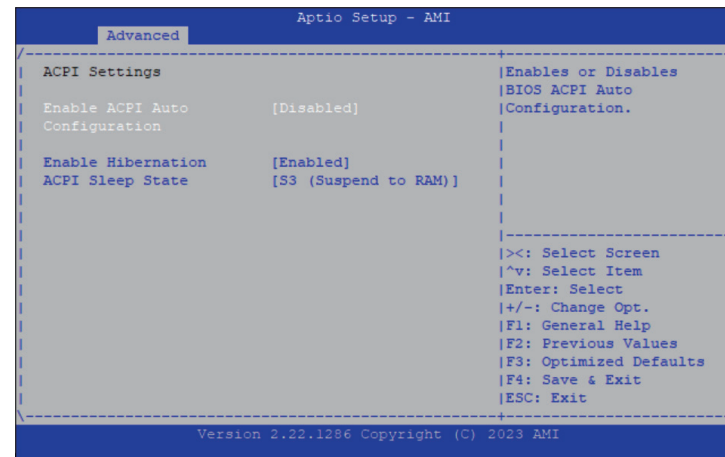 Aptio Setup - AMI
Advanced
ACPI Settings
Enable ACPI Auto Configuration [Disabled]
Enable Hibernation [Enabled]
ACPI Sleep State [S3 (Suspend to RAM)]
Enables or Disables
BIOS ACPI Auto
Configuration.
><: Select Screen
^v: Select Item
Enter: Select
+/-: Change Opt.
F1: General Help
F2: Previous Values
F3: Optimized Defaults
F4: Save & Exit
ESC: Exit
Version 2.22.1286 Copyright (C) 2023 AMI